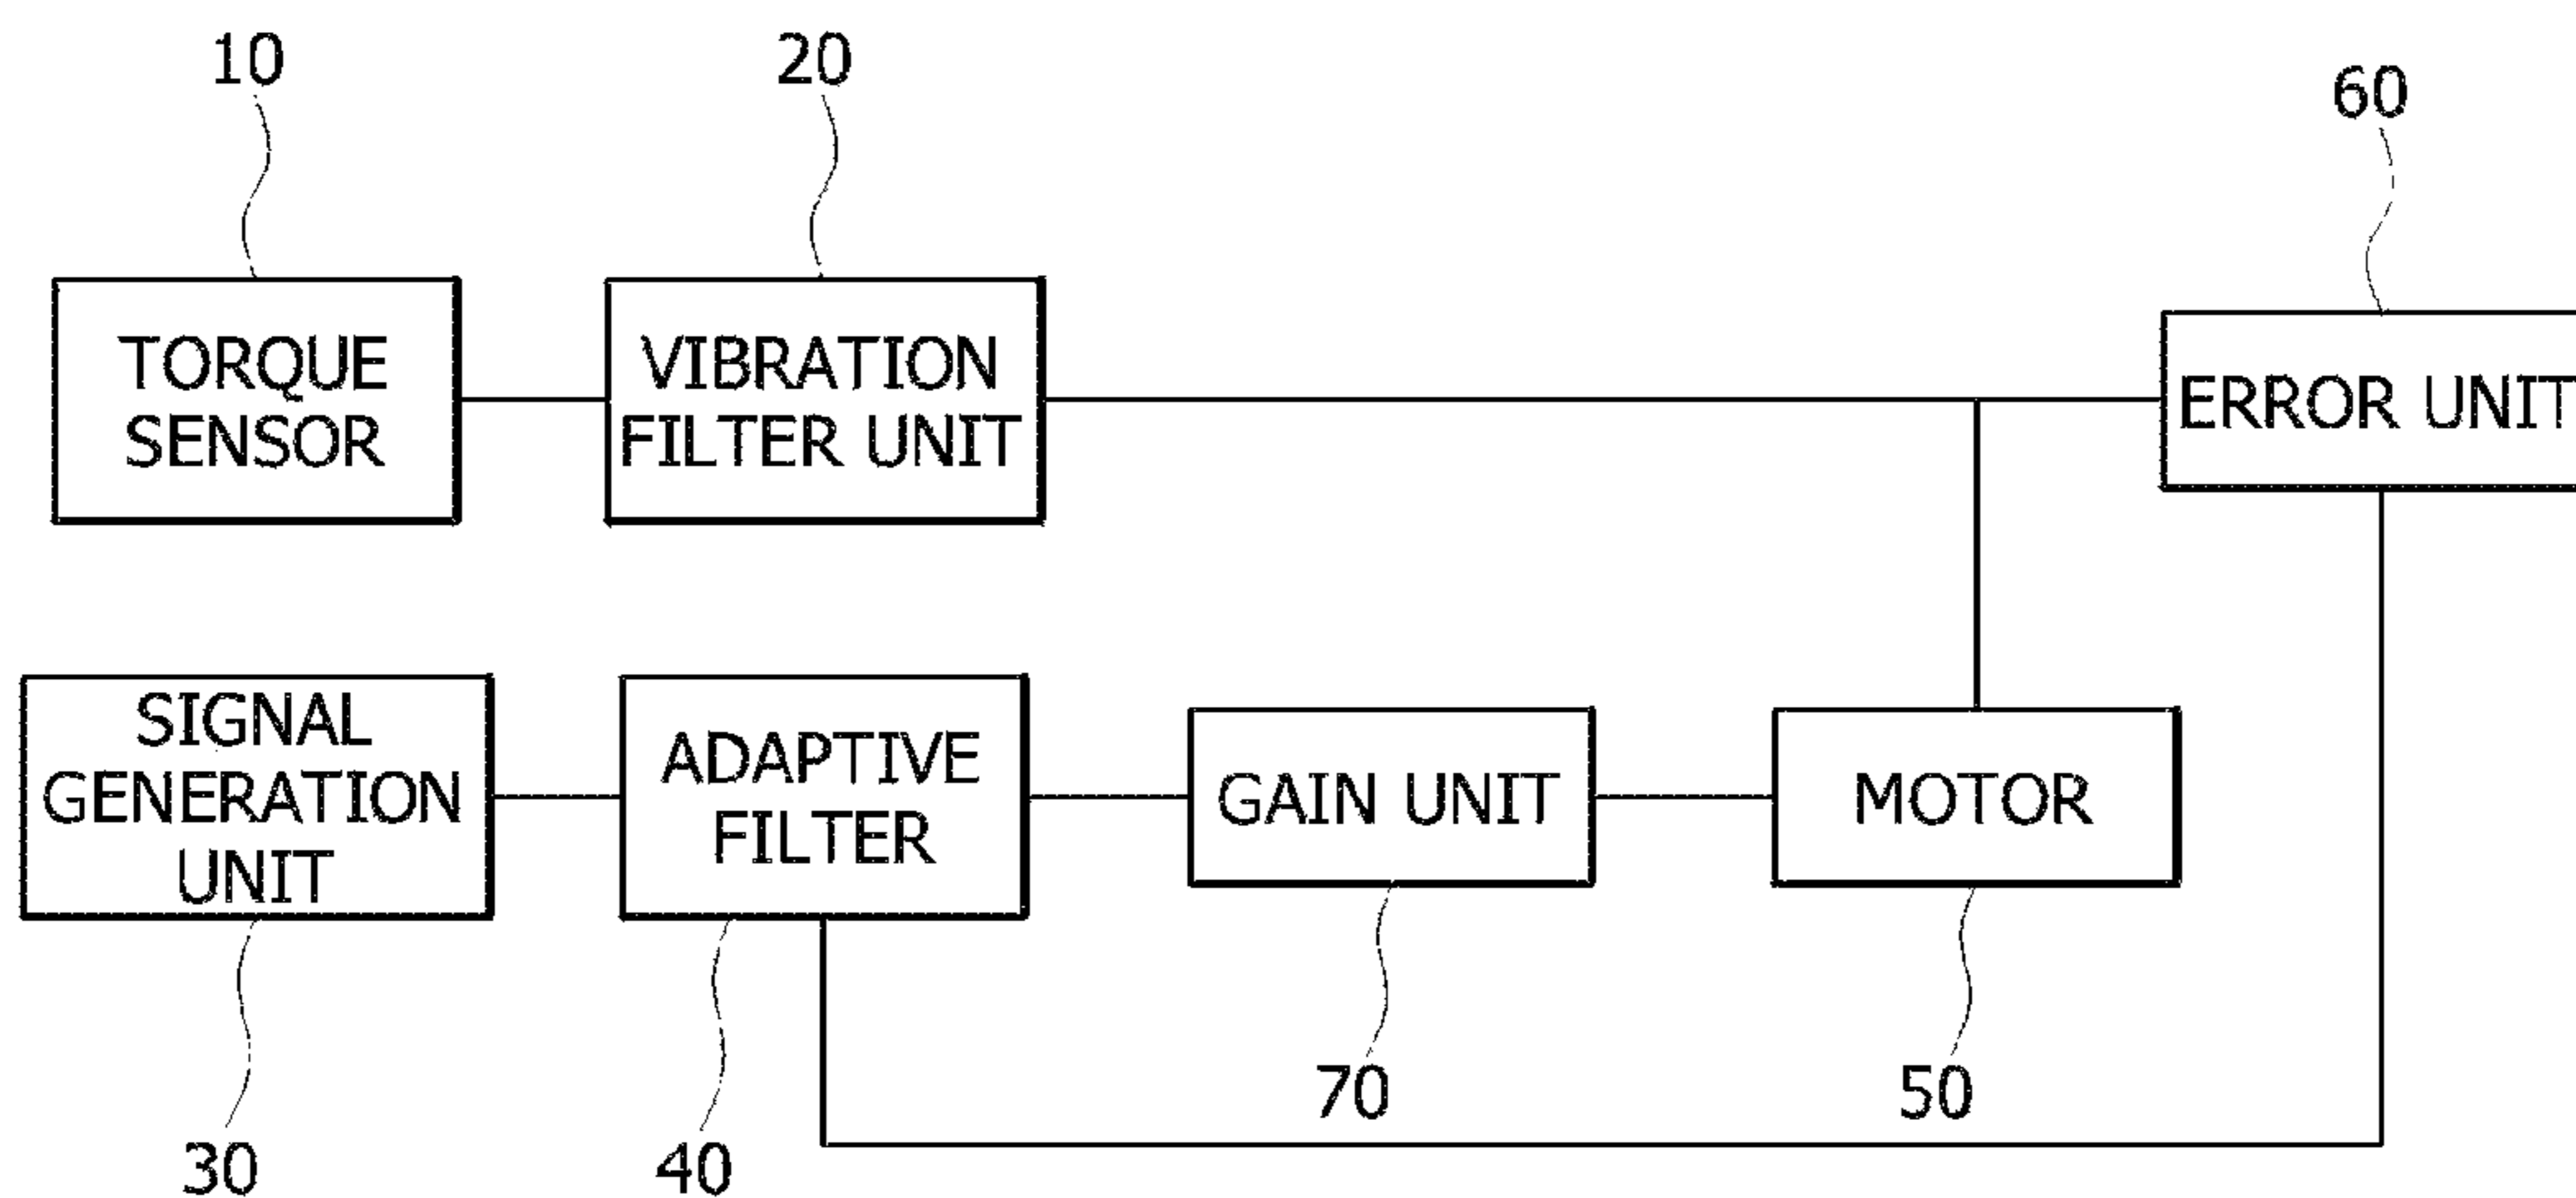 10
20
60
TORQUE
SENSOR
VIBRATION
FILTER UNIT
ERROR UNIT
SIGNAL
GENERATION
UNIT
ADAPTIVE
FILTER
GAIN UNIT
MOTOR
30
40
70
50